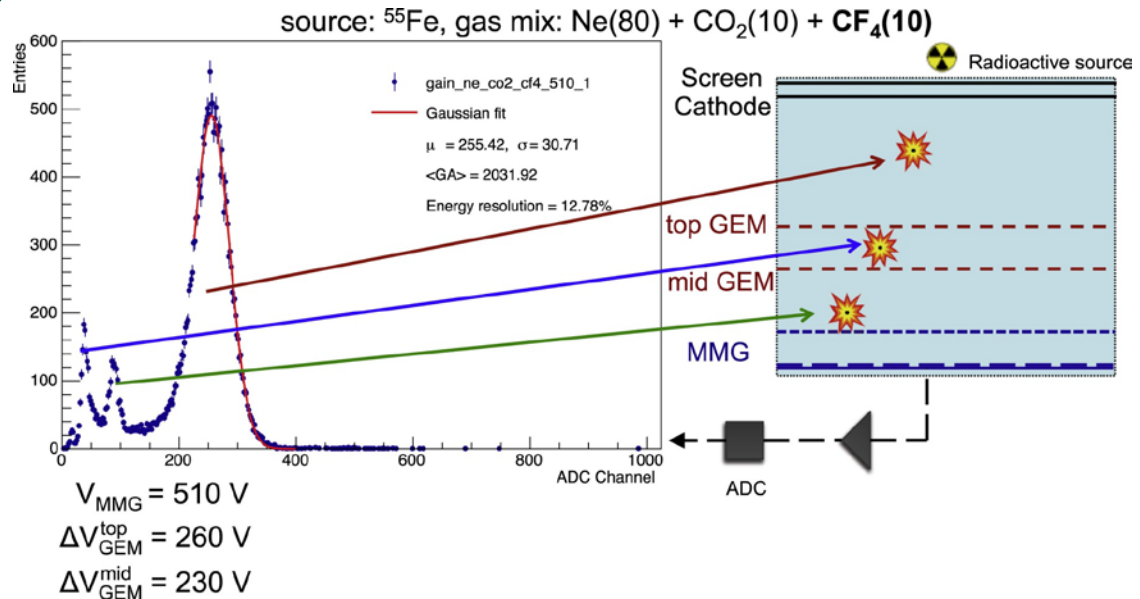 source: ⁵⁵Fe, gas mix: Ne(80) + CO₂(10) + CF₄(10)
Entries
600
500
400
300
200
100
0
0 200 400 600 800 1000
ADC Channel
gain_ne_co2_cf4_510_1
Gaussian fit
μ = 255.42, σ = 30.71
<GA> = 2031.92
Energy resolution = 12.78%
Radioactive source
Screen
Cathode
top GEM
mid GEM
MMG
ADC
V_MMG = 510 V
ΔV_GEM^top = 260 V
ΔV_GEM^mid = 230 V